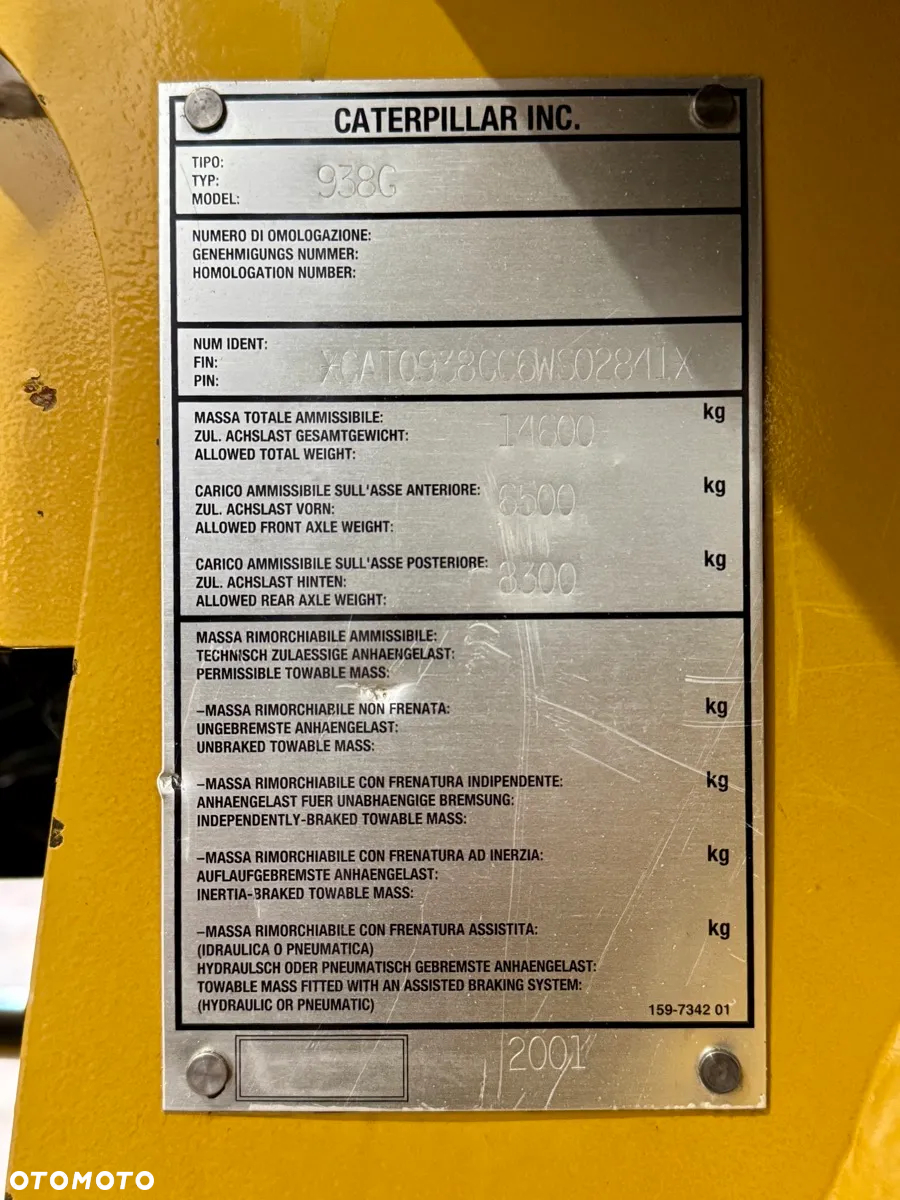 CATERPILLAR INC.
TIPO:
TYP:
MODEL:
938G
NUMERO DI OMOLOGAZIONE:
GENEHMIGUNGS NUMMER:
HOMOLOGATION NUMBER:
NUM IDENT:
FIN:
PIN:
MASSA TOTALE AMMISSIBILE:
ZUL. ACHSLAST GESAMTGEWICHT:
ALLOWED TOTAL WEIGHT:
14600
kg
CARICO AMMISSIBILE SULL'ASSE ANTERIORE:
ZUL. ACHSLAST VORN:
ALLOWED FRONT AXLE WEIGHT:
kg
CARICO AMMISSIBILE SULL'ASSE POSTERIORE:
ZUL. ACHSLAST HINTEN:
ALLOWED REAR AXLE WEIGHT:
8300
kg
MASSA RIMORCHIABILE AMMISSIBILE:
TECHNISCH ZULAESSIGE ANHAENGELAST:
PERMISSIBLE TOWABLE MASS:
–MASSA RIMORCHIABILE NON FRENATA:
UNGEBREMSTE ANHAENGELAST:
UNBRAKED TOWABLE MASS:
kg
–MASSA RIMORCHIABILE CON FRENATURA INDIPENDENTE:
ANHAENGELAST FUER UNABHAENGIGE BREMSUNG:
INDEPENDENTLY-BRAKED TOWABLE MASS:
kg
–MASSA RIMORCHIABILE CON FRENATURA AD INERZIA:
AUFLAUFGEBREMSTE ANHAENGELAST:
INERTIA-BRAKED TOWABLE MASS:
kg
–MASSA RIMORCHIABILE CON FRENATURA ASSISTITA:
(IDRAULICA O PNEUMATICA)
HYDRAULSCH ODER PNEUMATISCH GEBREMSTE ANHAENGELAST:
TOWABLE MASS FITTED WITH AN ASSISTED BRAKING SYSTEM:
(HYDRAULIC OR PNEUMATIC)
kg
159-7342 01
2001
OTOMOTO